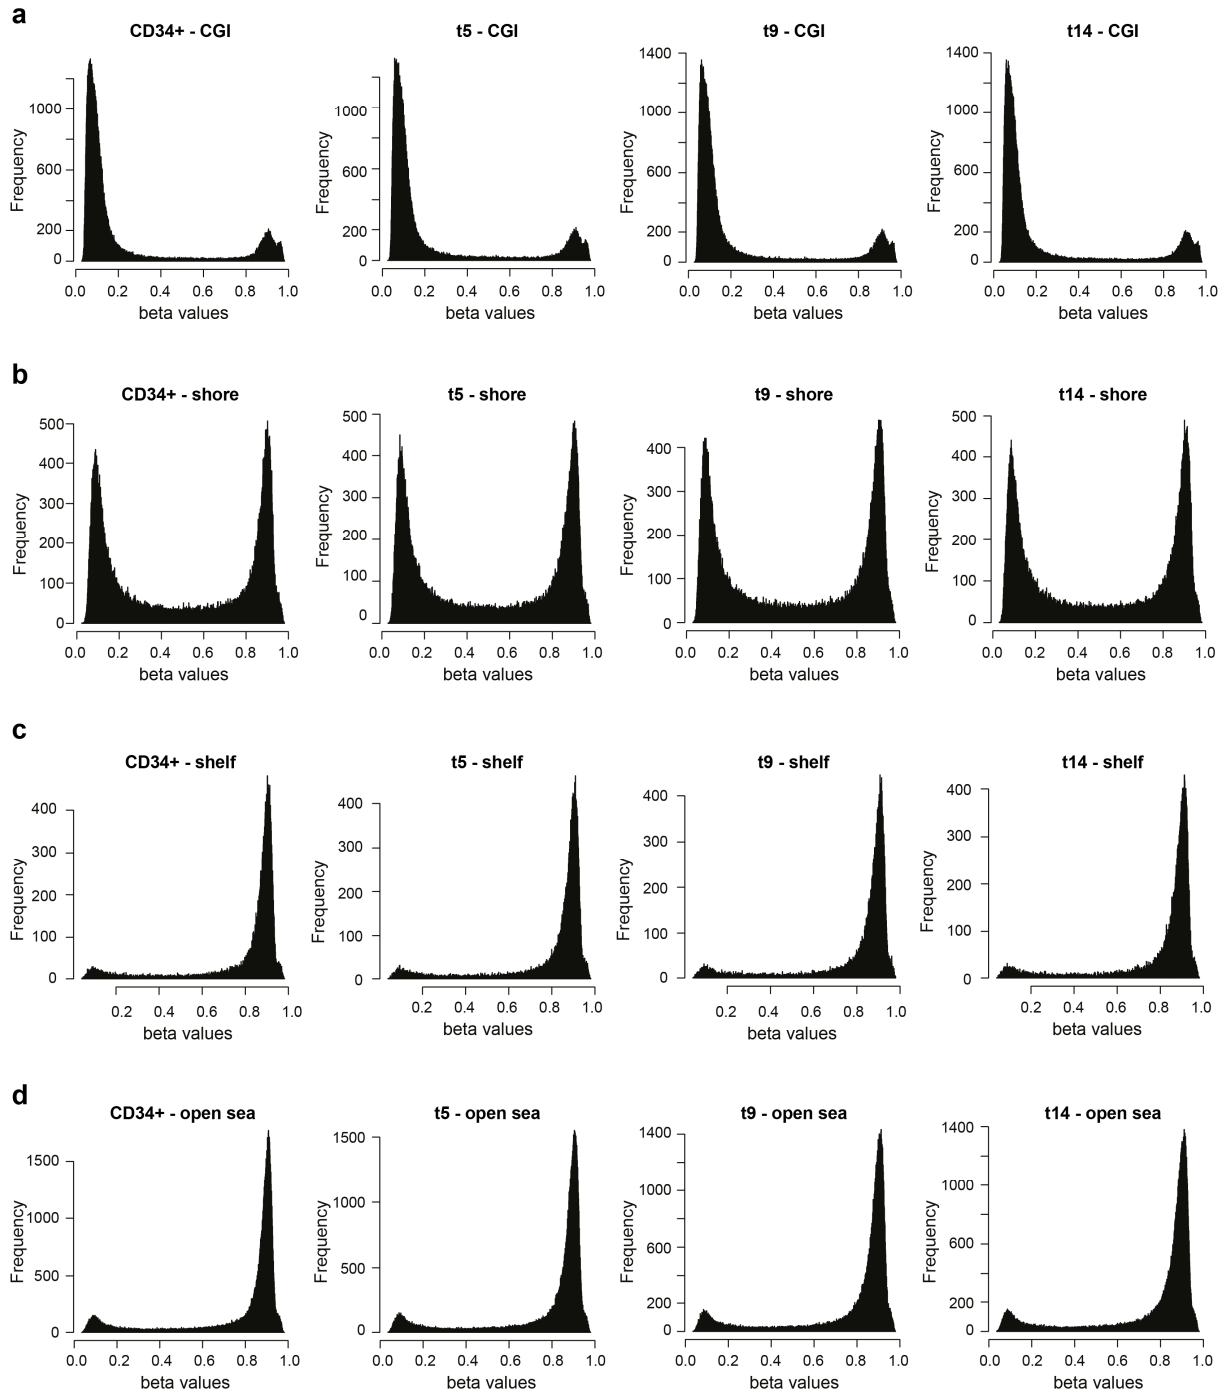 a
CD34+ - CGI
t5 - CGI
t9 - CGI
t14 - CGI
Frequency
1000
600
200
0
0.0 0.2 0.4 0.6 0.8 1.0
beta values
Frequency
1000
600
200
0
0.0 0.2 0.4 0.6 0.8 1.0
beta values
Frequency
1400
1000
600
200
0
0.0 0.2 0.4 0.6 0.8 1.0
beta values
Frequency
1400
1000
600
200
0
0.0 0.2 0.4 0.6 0.8 1.0
beta values
b
CD34+ - shore
t5 - shore
t9 - shore
t14 - shore
Frequency
500
400
300
200
100
0
0.0 0.2 0.4 0.6 0.8 1.0
beta values
Frequency
500
400
300
200
100
0
0.0 0.2 0.4 0.6 0.8 1.0
beta values
Frequency
400
300
200
100
0
0.0 0.2 0.4 0.6 0.8 1.0
beta values
Frequency
500
400
300
200
100
0
0.0 0.2 0.4 0.6 0.8 1.0
beta values
c
CD34+ - shelf
t5 - shelf
t9 - shelf
t14 - shelf
Frequency
400
300
200
100
0
0.2 0.4 0.6 0.8 1.0
beta values
Frequency
400
300
200
100
0
0.2 0.4 0.6 0.8 1.0
beta values
Frequency
400
300
200
100
0
0.2 0.4 0.6 0.8 1.0
beta values
Frequency
400
300
200
100
0
0.2 0.4 0.6 0.8 1.0
beta values
d
CD34+ - open sea
t5 - open sea
t9 - open sea
t14 - open sea
Frequency
1500
1000
500
0
0.0 0.2 0.4 0.6 0.8 1.0
beta values
Frequency
1500
1000
500
0
0.0 0.2 0.4 0.6 0.8 1.0
beta values
Frequency
1400
1000
600
200
0
0.0 0.2 0.4 0.6 0.8 1.0
beta values
Frequency
1400
1000
600
200
0
0.0 0.2 0.4 0.6 0.8 1.0
beta values